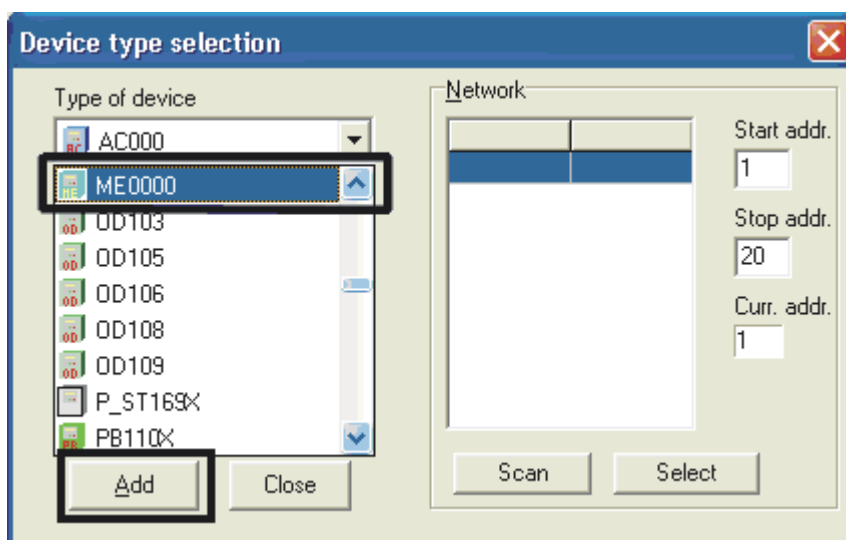 Device type selection
Type of device
AC000
ME0000
OD103
OD105
OD106
OD108
OD109
P_ST169X
PB110X
Add
Close
Network
Start addr.
1
Stop addr.
20
Curr. addr.
1
Scan
Select